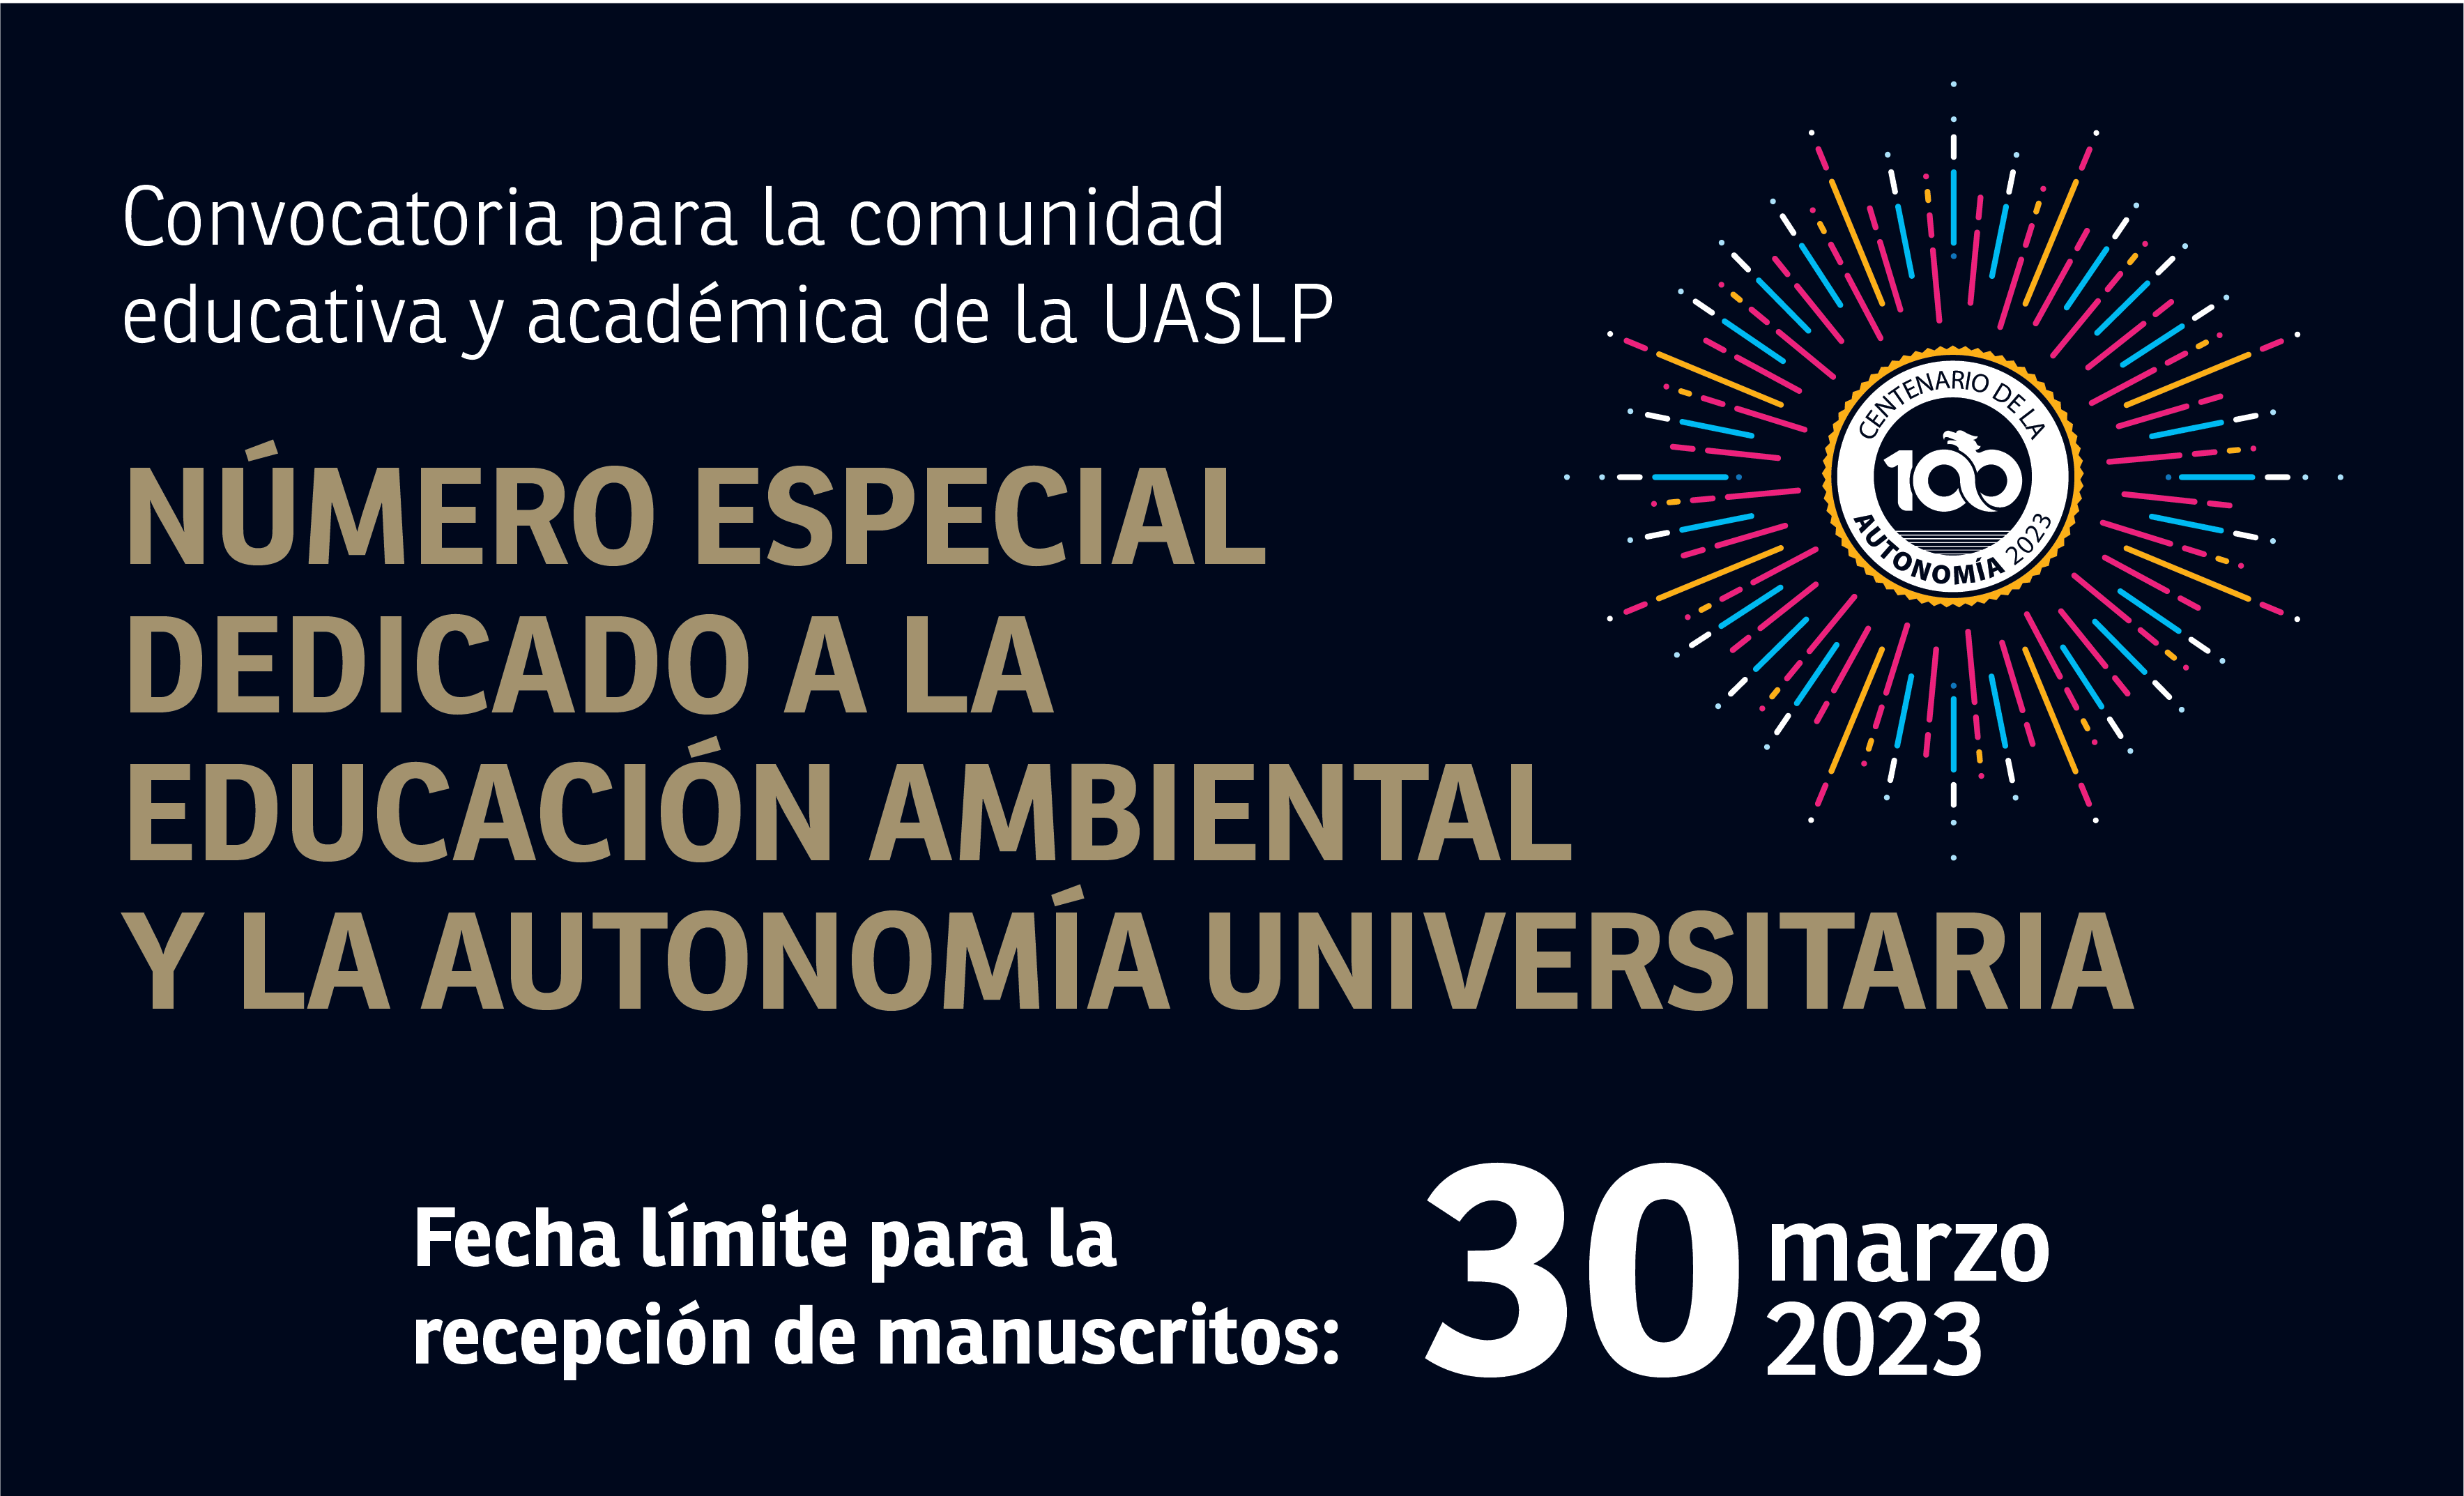 Convocatoria para la comunidad
educativa y académica de la UASLP
NÚMERO ESPECIAL
DEDICADO A LA
EDUCACIÓN AMBIENTAL
Y LA AUTONOMÍA UNIVERSITARIA
CENTENARIO DE LA
100
AUTONOMÍA 2023
Fecha límite para la
recepción de manuscritos:
30
marzo
2023